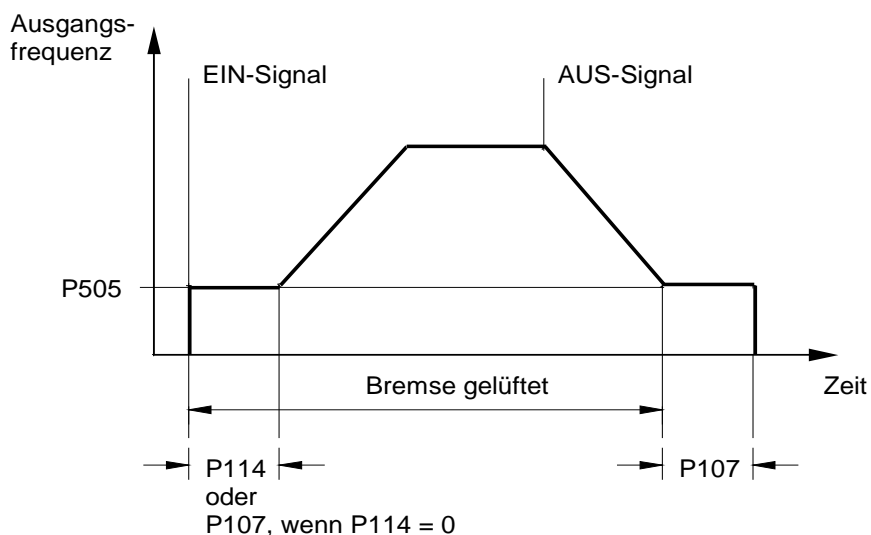 Ausgangs-
frequenz
EIN-Signal
AUS-Signal
P505
Bremse gelüftet
Zeit
P114
oder
P107, wenn P114 = 0
P107